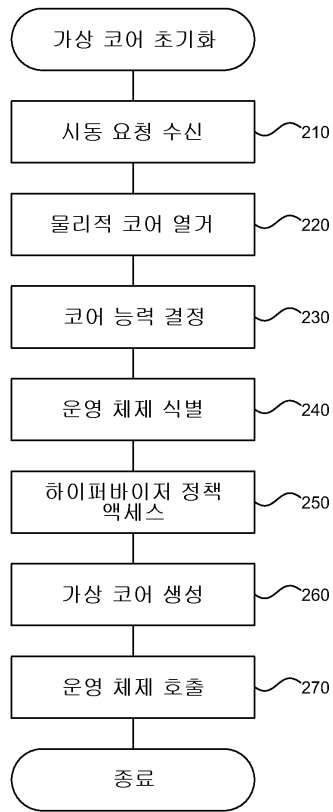 가상 코어 초기화
시동 요청 수신
210
물리적 코어 열거
220
코어 능력 결정
230
운영 체제 식별
240
하이퍼바이저 정책
액세스
250
가상 코어 생성
260
운영 체제 호출
270
종료